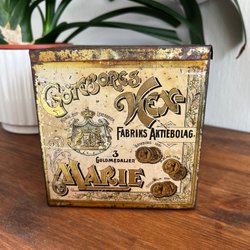 GÖTEBORGS
KEX-
FABRIKS AKTIEBOLAG
3
GULDMEDALJER
MARIE